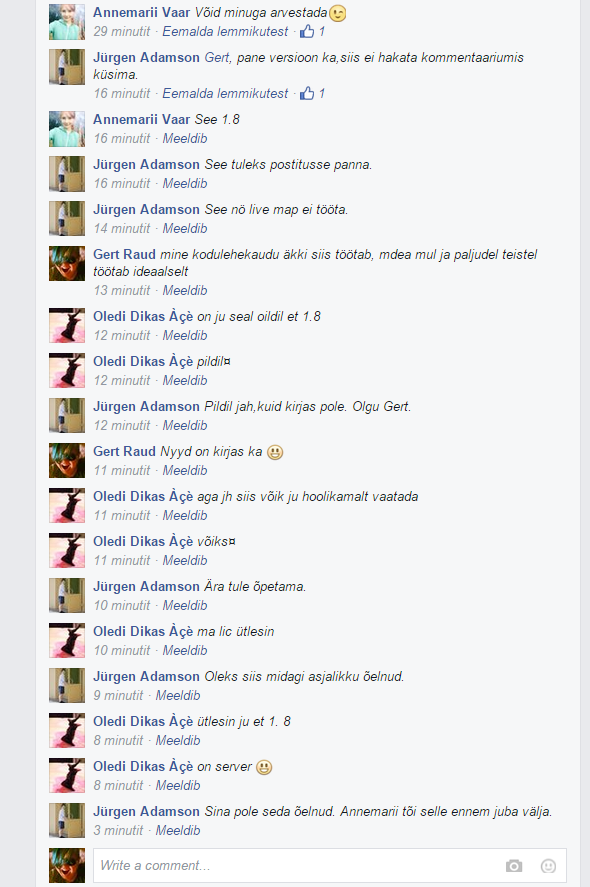 Annemarii Vaar Võid minuga arvestada
29 minutit · Eemalda lemmikutest · 1
Jürgen Adamson Gert, pane versioon ka,siis ei hakata kommentaariumis
küsima.
16 minutit · Eemalda lemmikutest · 1
Annemarii Vaar See 1.8
16 minutit · Meeldib
Jürgen Adamson See tuleks postitusse panna.
16 minutit · Meeldib
Jürgen Adamson See nö live map ei tööta.
14 minutit · Meeldib
Gert Raud mine kodulehekaudu äkki siis töötab, mdea mul ja paljudel teistel
töötab ideaalselt
13 minutit · Meeldib
Oledi Dikas Àçè on ju seal oildil et 1.8
12 minutit · Meeldib
Oledi Dikas Àçè pildil¤
12 minutit · Meeldib
Jürgen Adamson Pildil jah,kuid kirjas pole. Olgu Gert.
12 minutit · Meeldib
Gert Raud Nyyd on kirjas ka
11 minutit · Meeldib
Oledi Dikas Àçè aga jh siis võik ju hoolikamalt vaatada
11 minutit · Meeldib
Oledi Dikas Àçè võiks¤
11 minutit · Meeldib
Jürgen Adamson Ära tule õpetama.
10 minutit · Meeldib
Oledi Dikas Àçè ma lic ütlesin
10 minutit · Meeldib
Jürgen Adamson Oleks siis midagi asjalikku õelnud.
9 minutit · Meeldib
Oledi Dikas Àçè ütlesin ju et 1. 8
8 minutit · Meeldib
Oledi Dikas Àçè on server
8 minutit · Meeldib
Jürgen Adamson Sina pole seda õelnud. Annemarii tõi selle ennem juba välja.
3 minutit · Meeldib
Write a comment...